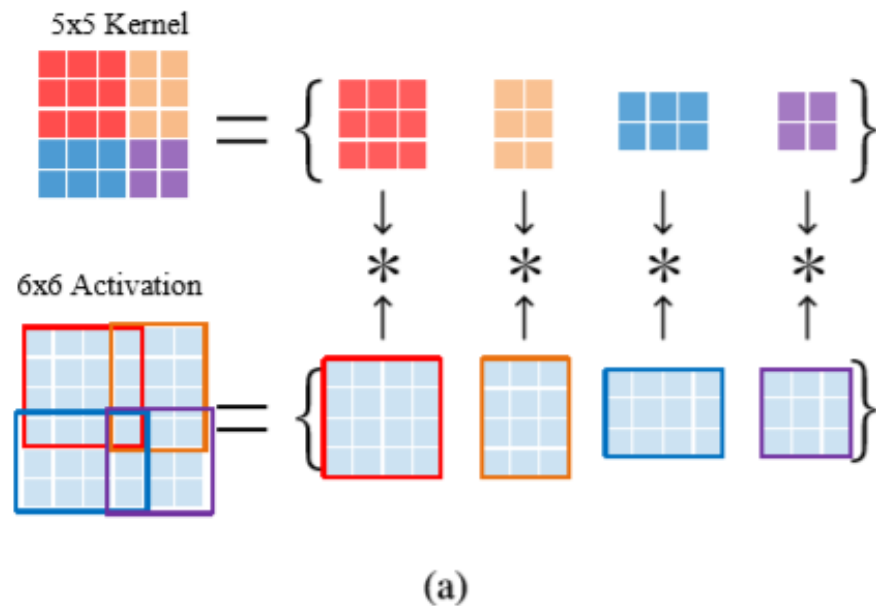 5x5 Kernel
= { }
* * * *
6x6 Activation
= { }
(a)